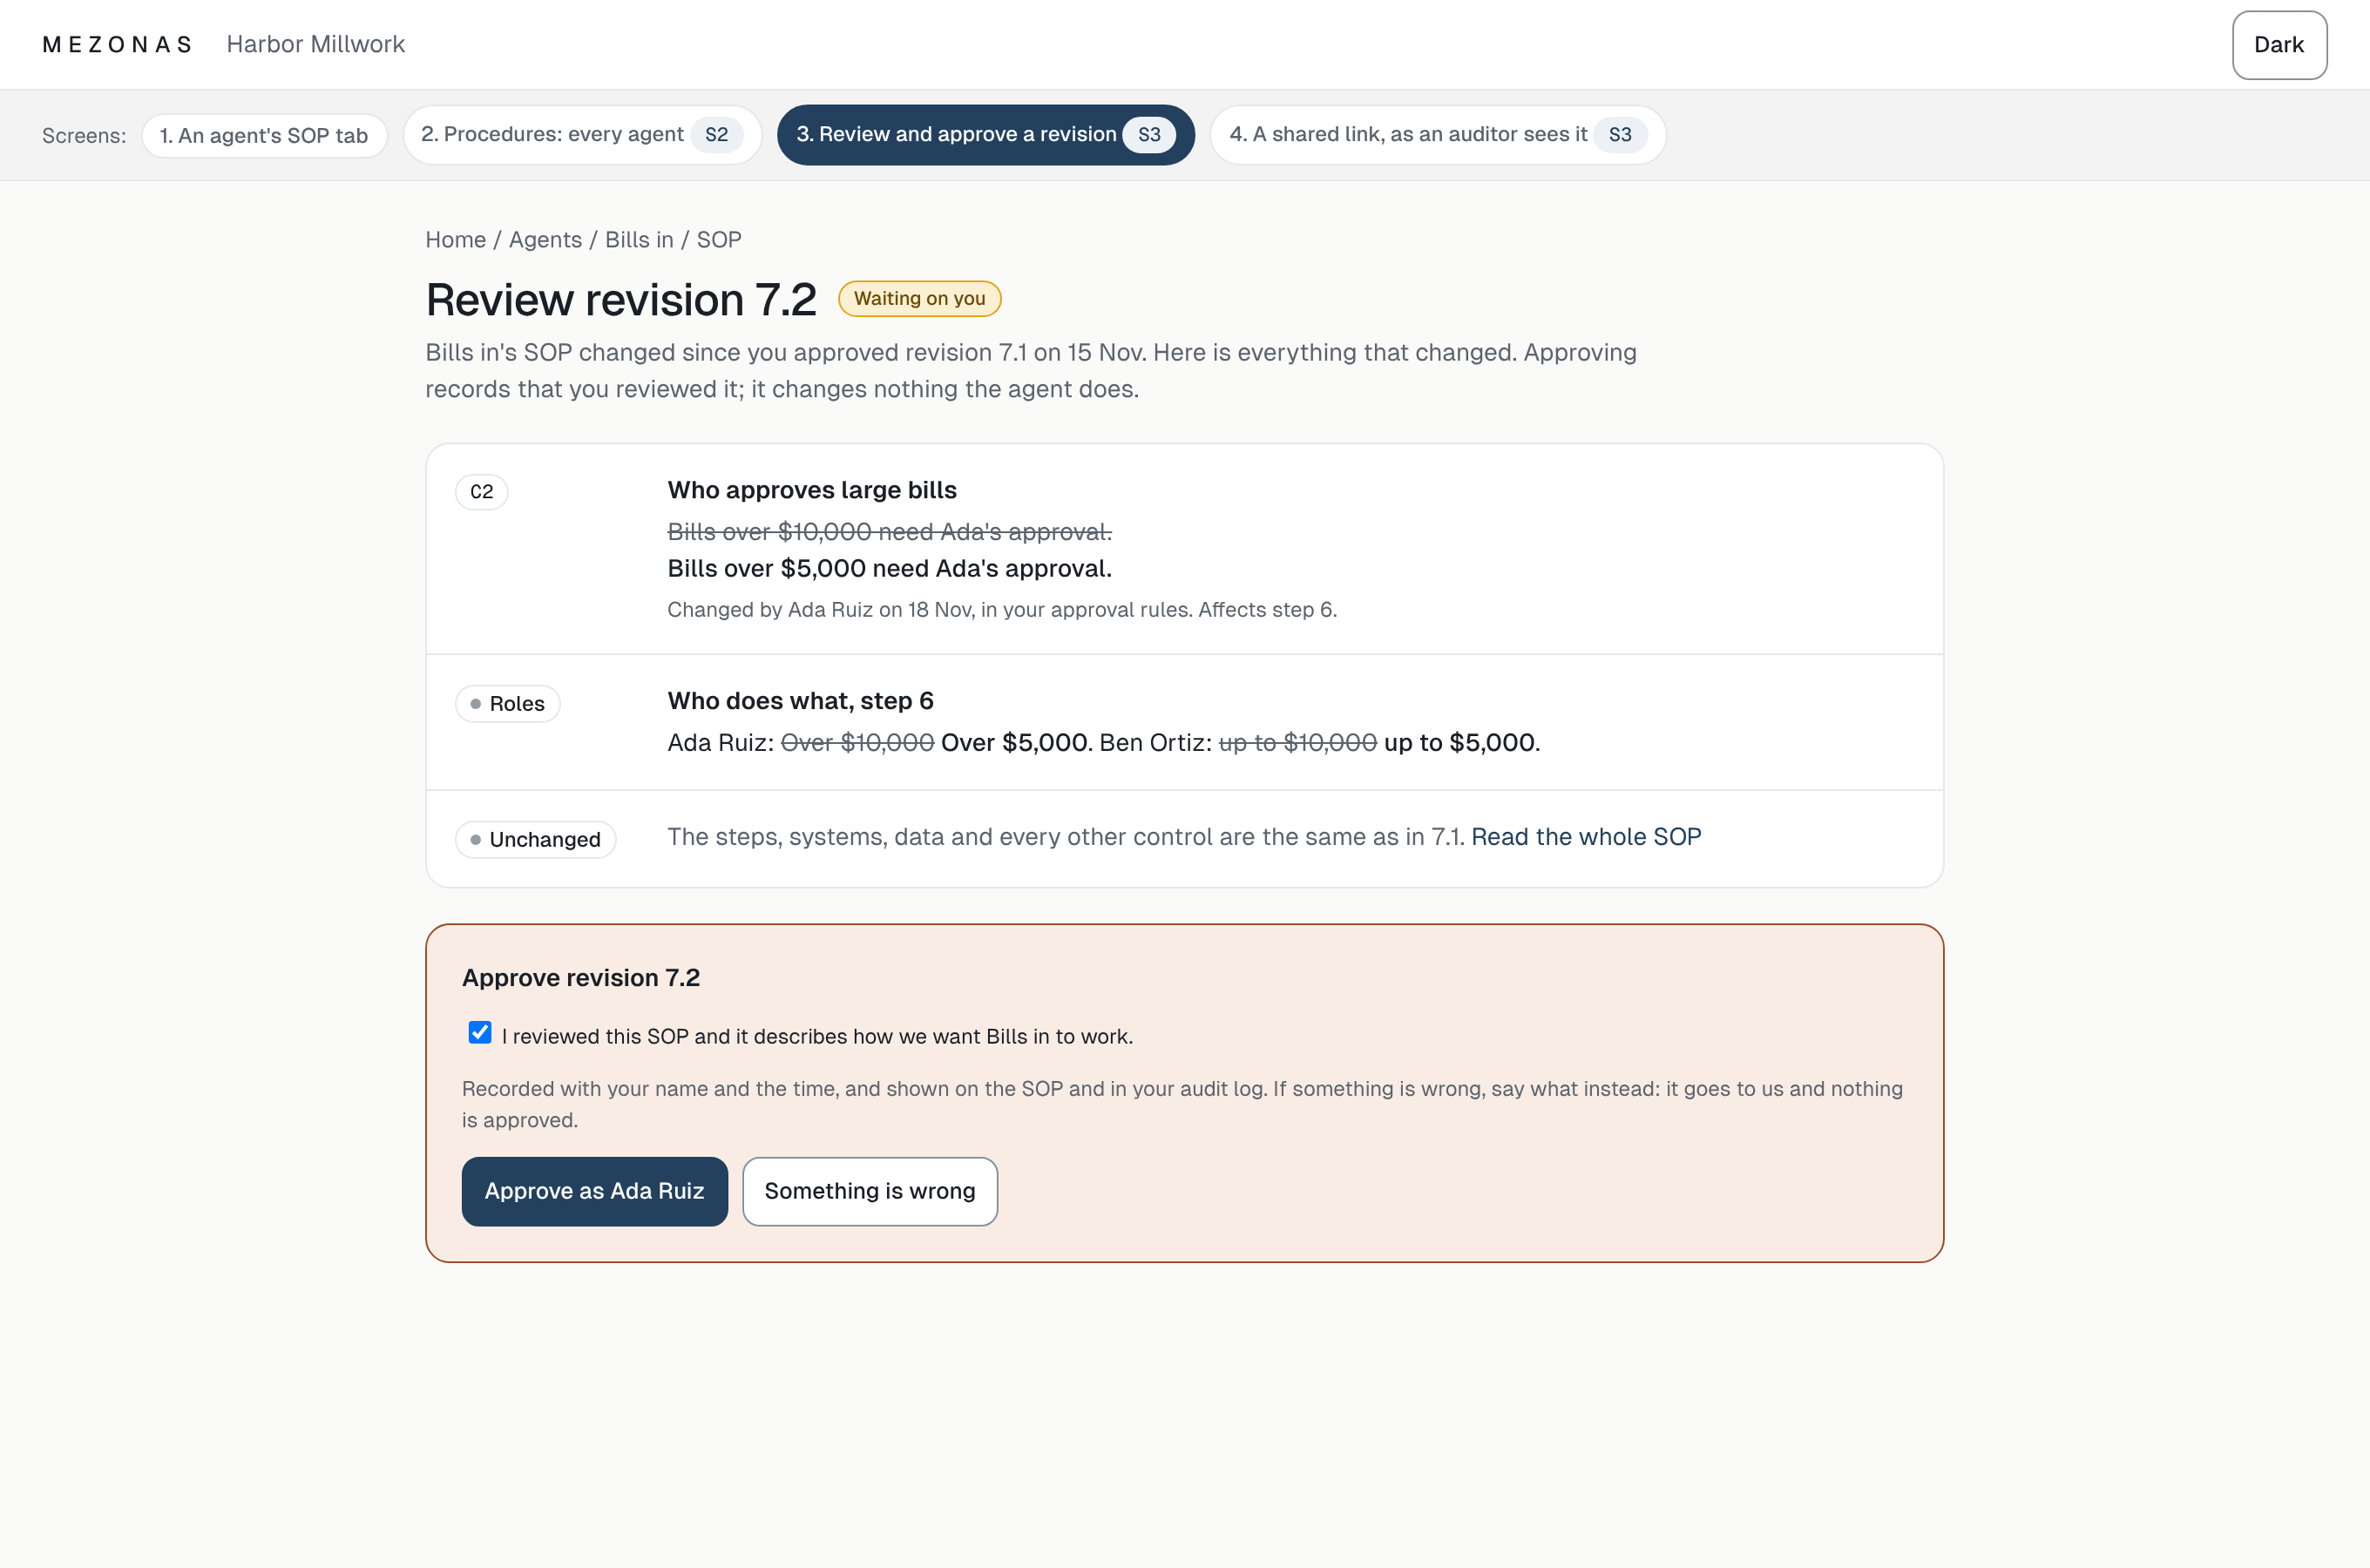 MEZONAS Harbor Millwork Dark
Screens: 1. An agent's SOP tab 2. Procedures: every agent S2 3. Review and approve a revision S3 4. A shared link, as an auditor sees it S3
Home / Agents / Bills in / SOP
Review revision 7.2 Waiting on you
Bills in's SOP changed since you approved revision 7.1 on 15 Nov. Here is everything that changed. Approving
records that you reviewed it; it changes nothing the agent does.
C2 Who approves large bills
Bills over $10,000 need Ada's approval.
Bills over $5,000 need Ada's approval.
Changed by Ada Ruiz on 18 Nov, in your approval rules. Affects step 6.
Roles Who does what, step 6
Ada Ruiz: Over $10,000 Over $5,000. Ben Ortiz: up to $10,000 up to $5,000.
Unchanged The steps, systems, data and every other control are the same as in 7.1. Read the whole SOP
Approve revision 7.2
I reviewed this SOP and it describes how we want Bills in to work.
Recorded with your name and the time, and shown on the SOP and in your audit log. If something is wrong, say what instead: it goes to us and nothing
is approved.
Approve as Ada Ruiz Something is wrong